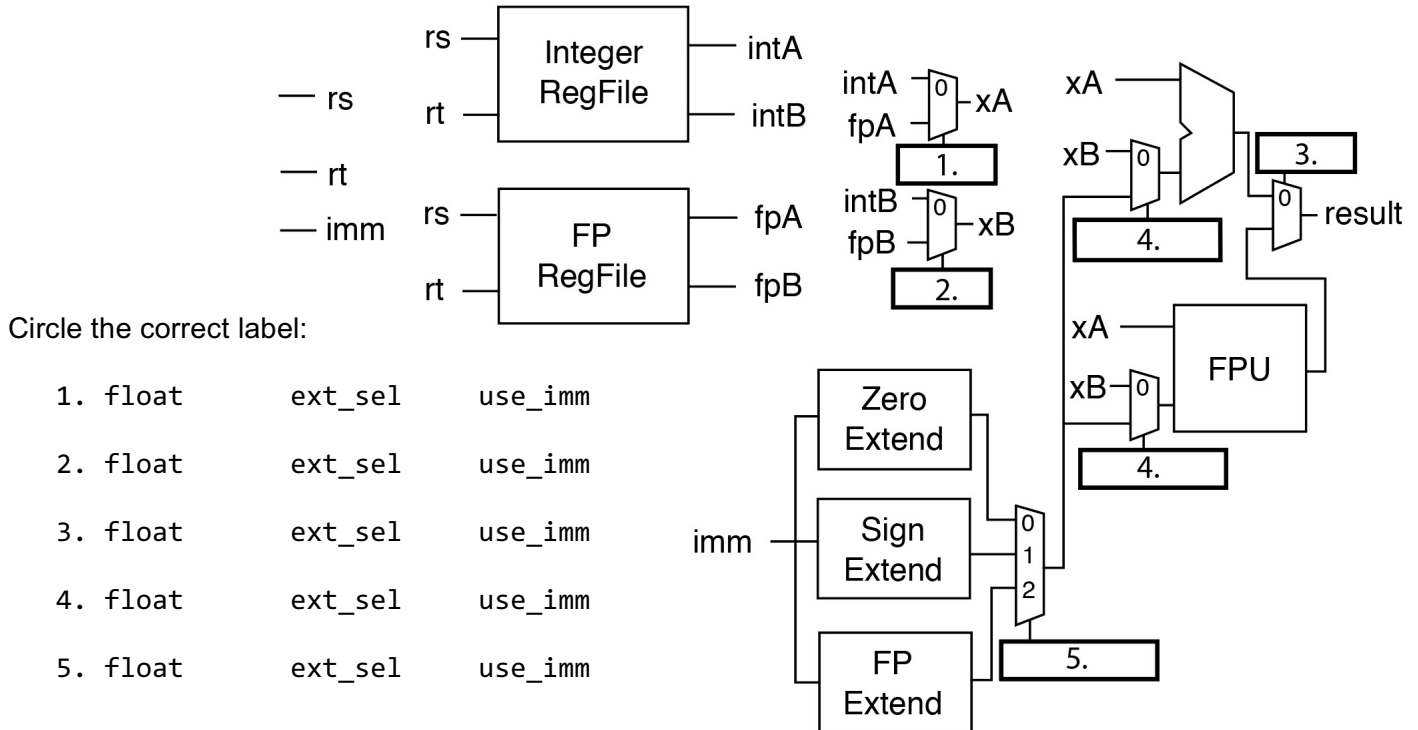 rs
rt
imm
rs
rt
Integer
RegFile
intA
intB
rs
rt
FP
RegFile
fpA
fpB
intA
fpA
0
xA
1.
intB
fpB
0
xB
2.
xA
xB
0
4.
3.
0
result
xA
xB
0
FPU
4.
Circle the correct label:
1. float ext_sel use_imm
2. float ext_sel use_imm
3. float ext_sel use_imm
4. float ext_sel use_imm
5. float ext_sel use_imm
imm
Zero
Extend
Sign
Extend
FP
Extend
0
1
2
5.